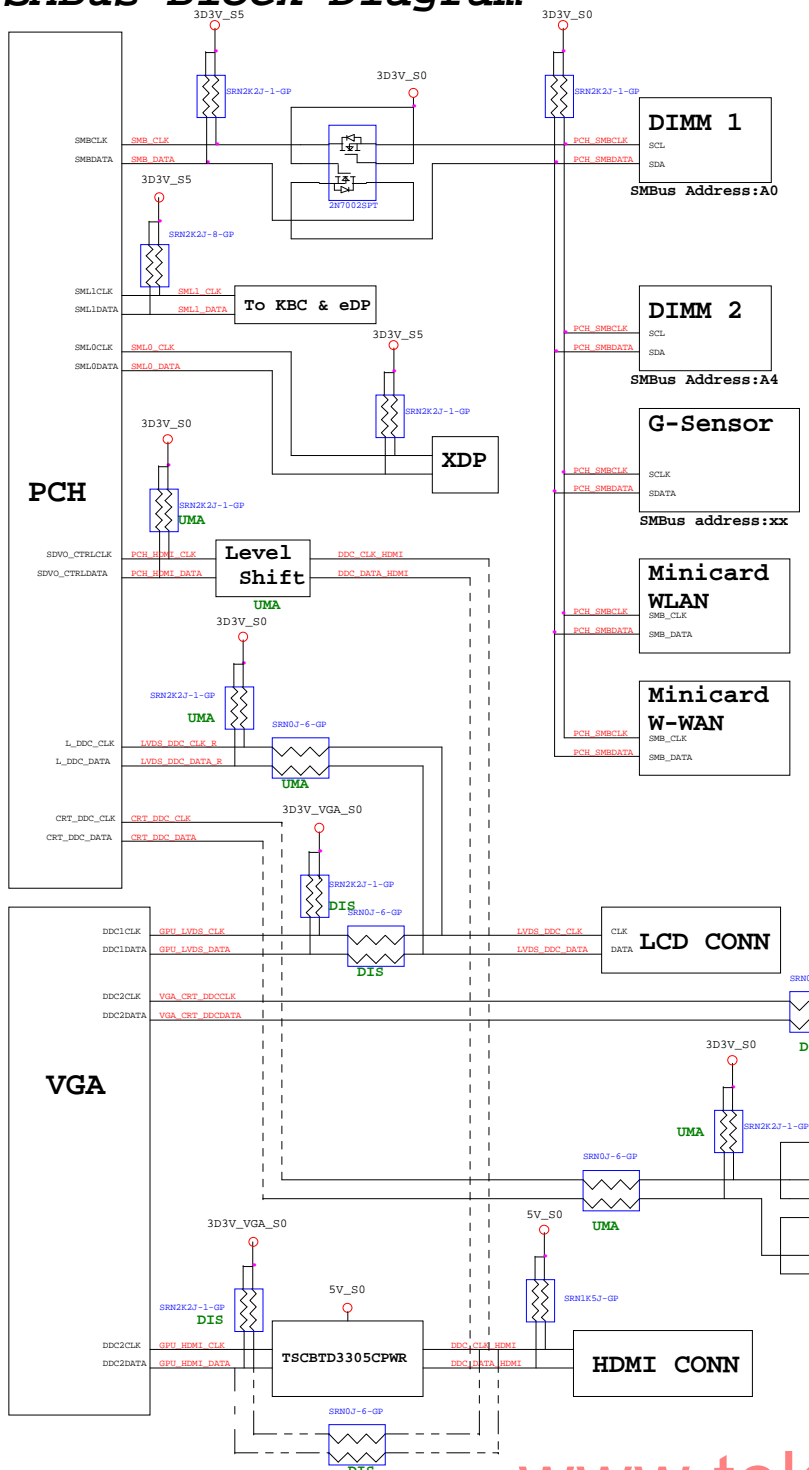 SMBus Block Diagram
3D3V_S5
3D3V_S0
3D3V_S0
SRN2K2J-1-GP
SRN2K2J-1-GP
DIMM 1
SMBCLK
SMB_CLK
PCH_SMBCLK
SCL
SMBDATA
SMB_DATA
PCH_SMBDATA
SDA
3D3V_S5
SMBus Address:A0
2N7002SPT
SRN2K2J-8-GP
SML1CLK
SML1_CLK
To KBC & eDP
SML1DATA
SML1_DATA
DIMM 2
PCH_SMBCLK
SCL
PCH_SMBDATA
SDA
SMBus Address:A4
3D3V_S5
SML0CLK
SML0_CLK
SML0DATA
SML0_DATA
SRN2K2J-1-GP
XDP
G-Sensor
PCH_SMBCLK
SCLK
PCH_SMBDATA
SDATA
SMBus address:xx
3D3V_S0
PCH
SRN2K2J-1-GP
UMA
SDVO_CTRLCLK
PCH_HDMI_CLK
Level
Shift
DDC_CLK_HDMI
SDVO_CTRLDATA
PCH_HDMI_DATA
DDC_DATA_HDMI
UMA
Minicard
WLAN
PCH_SMBCLK
SMB_CLK
PCH_SMBDATA
SMB_DATA
3D3V_S0
SRN2K2J-1-GP
UMA
SRN0J-6-GP
Minicard
W-WAN
PCH_SMBCLK
SMB_CLK
PCH_SMBDATA
SMB_DATA
L_DDC_CLK
LVDS_DDC_CLK_R
L_DDC_DATA
LVDS_DDC_DATA_R
UMA
3D3V_VGA_S0
CRT_DDC_CLK
CRT_DDC_CLK
CRT_DDC_DATA
CRT_DDC_DATA
SRN2K2J-1-GP
DIS
SRN0J-6-GP
DDC1CLK
GPU_LVDS_CLK
LVDS_DDC_CLK
CLK
LCD CONN
DDC1DATA
GPU_LVDS_DATA
LVDS_DDC_DATA
DATA
DIS
DDC2CLK
VGA_CRT_DDCCLK
SRN0
DDC2DATA
VGA_CRT_DDCDATA
D
VGA
3D3V_S0
UMA
SRN2K2J-1-GP
SRN0J-6-GP
UMA
3D3V_VGA_S0
5V_S0
5V_S0
SRN2K2J-1-GP
DIS
SRN1K5J-GP
DDC2CLK
GPU_HDMI_CLK
TSCBTD3305CPWR
DDC_CLK_HDMI
HDMI CONN
DDC2DATA
GPU_HDMI_DATA
DDC_DATA_HDMI
SRN0J-6-GP
DIS